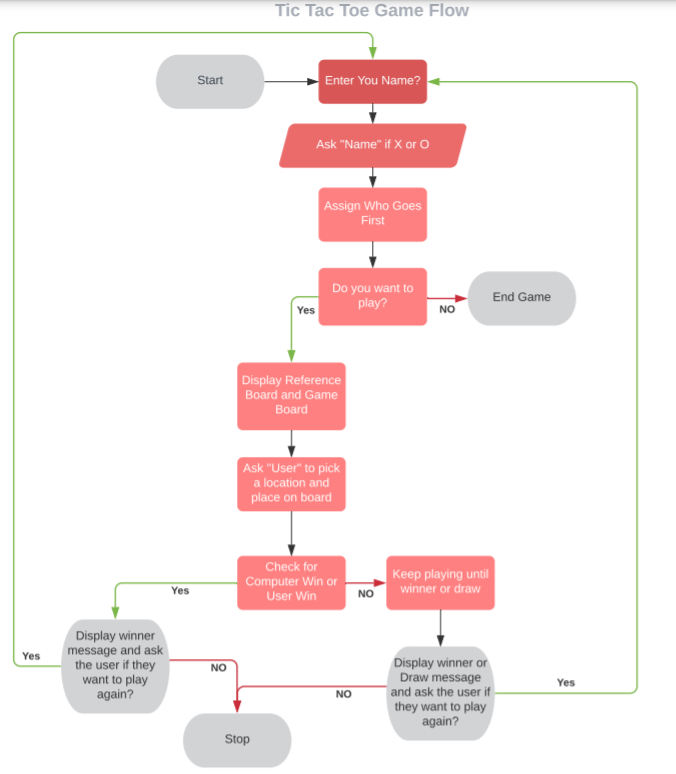 Tic Tac Toe Game Flow
Start
Enter You Name?
Ask "Name" if X or O
Assign Who Goes
First
Do you want to
play?
End Game
Yes
NO
Display Reference
Board and Game
Board
Ask "User" to pick
a location and
place on board
Check for
Computer Win or
User Win
Keep playing until
winner or draw
Yes
NO
Display winner
message and ask
the user if they
want to play
again?
Yes
NO
Display winner or
Draw message
and ask the user if
they want to play
again?
Yes
NO
Stop